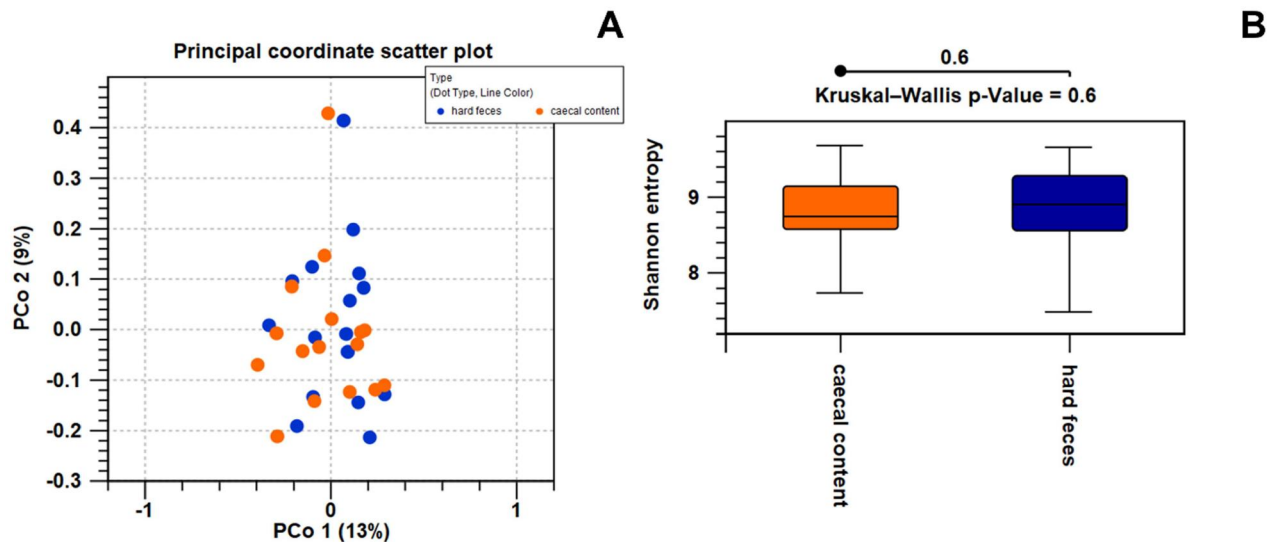 A
Principal coordinate scatter plot
Type
(Dot Type, Line Color)
hard feces caecal content
0.4
0.3
0.2
0.1
0.0
-0.1
-0.2
-0.3
PCo 2 (9%)
-1 0 1
PCo 1 (13%)
B
0.6
Kruskal–Wallis p-Value = 0.6
Shannon entropy
9
8
caecal content
hard feces